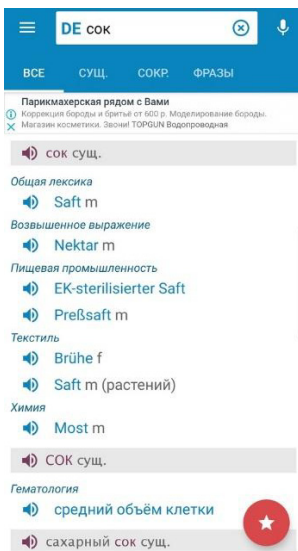 DE сок
ВСЕ СУЩ. СОКР. ФРАЗЫ
Парикмахерская рядом с Вами
Коррекция бороды и бритьё от 600 р. Моделирование бороды.
Магазин косметики. Звони! TOPGUN Водопроводная
сок сущ.
Общая лексика
Saft m
Возвышенное выражение
Nektar m
Пищевая промышленность
EK-sterilisierter Saft
Preßsaft m
Текстиль
Brühe f
Saft m (растений)
Химия
Most m
СОК сущ.
Гематология
средний объём клетки
сахарный сок сущ.